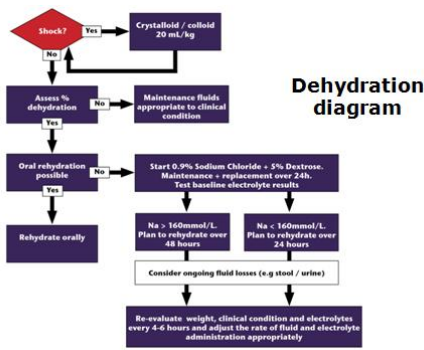 Shock?
Yes
Crystalloid / colloid
20 mL/kg
No
Dehydration
diagram
Assess %
dehydration
No
Maintenance fluids
appropriate to clinical
condition
Yes
Oral rehydration
possible
No
Start 0.9% Sodium Chloride + 5% Dextrose.
Maintenance + replacement over 24h.
Test baseline electrolyte results
Yes
Rehydrate orally
Na > 160mmol/L.
Plan to rehydrate over
48 hours
Na < 160mmol/L.
Plan to rehydrate over
24 hours
Consider ongoing fluid losses (e.g stool / urine)
Re-evaluate weight, clinical condition and electrolytes
every 4-6 hours and adjust the rate of fluid and electrolyte
administration appropriately